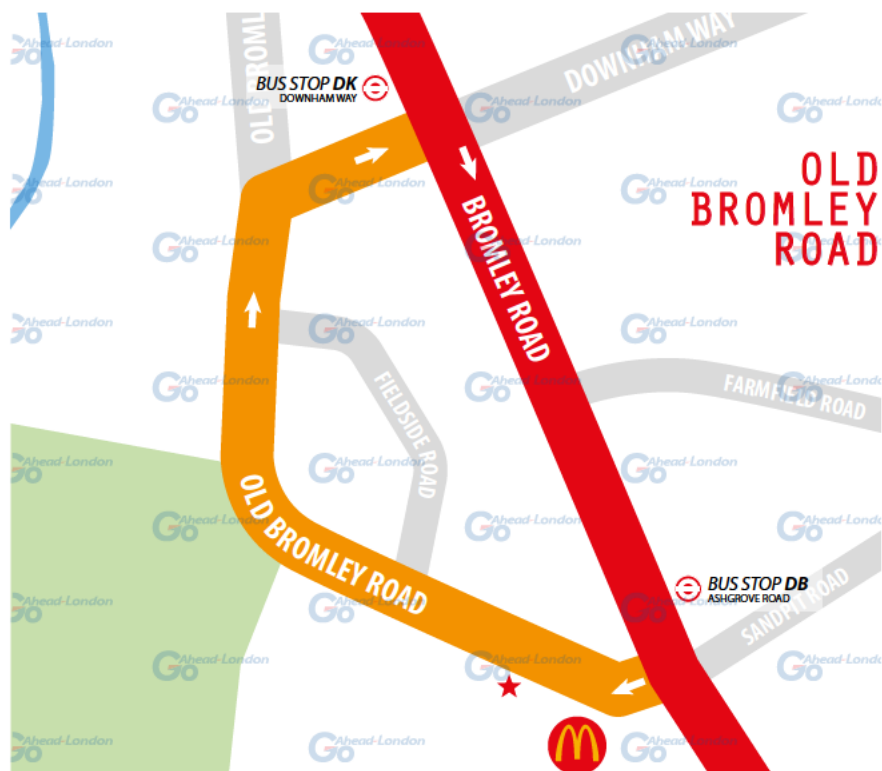 OLD BROML
DOWNHAM WAY
BUS STOP DK
DOWNHAM WAY
OLD
BROMLEY
ROAD
BROMLEY ROAD
FIELDSIDE ROAD
FARMFIELD ROAD
OLD BROMLEY ROAD
BUS STOP DB
ASHGROVE ROAD
SANDPIT ROAD
Go Ahead-London